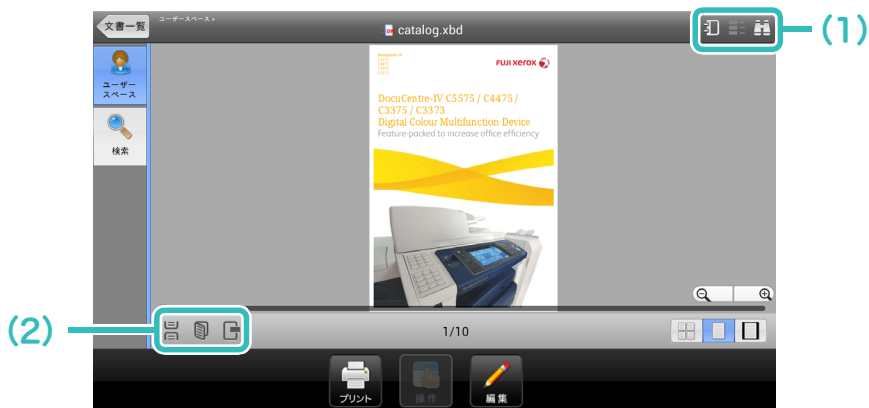 文書一覧
ユーザースペース >
catalog.xbd
(1)
ユーザー
スペース
検索
DocuCentre-IV
FUJI XEROX
DocuCentre-IV C5575 / C4475 /
C3375 / C3373
Digital Colour Multifunction Device
Feature-packed to increase office efficiency
(2)
1/10
プリント
操作
編集